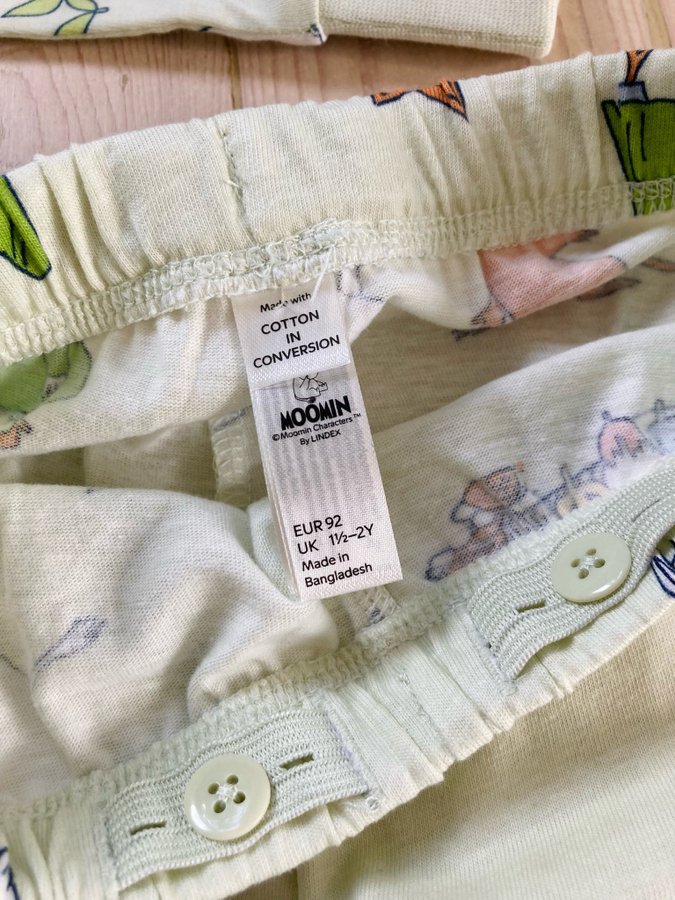 Made with
COTTON
IN
CONVERSION
MOOMIN
©Moomin Characters™
By LINDEX
EUR 92
UK 1½–2Y
Made in
Bangladesh